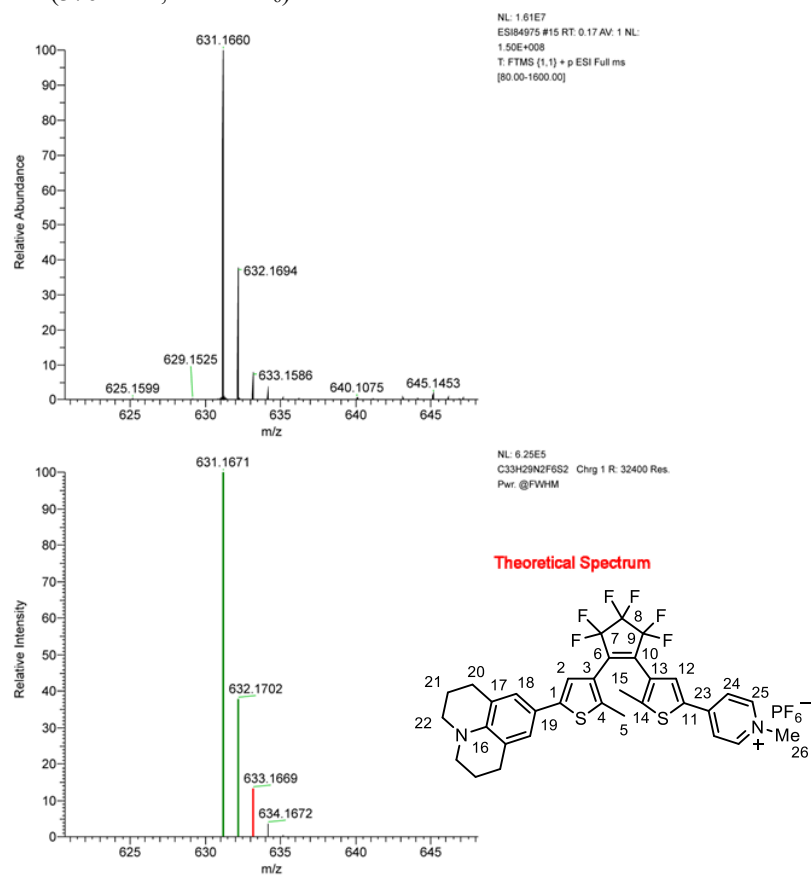 NL: 1.61E7
ESI84975 #15 RT: 0.17 AV: 1 NL:
1.50E+008
T: FTMS {1,1} + p ESI Full ms
[80.00-1600.00]
631.1660
100
90
80
70
60
50
40
30
20
10
0
Relative Abundance
632.1694
629.1525
633.1586
625.1599
640.1075
645.1453
625
630
635
640
645
m/z
NL: 6.25E5
C33H29N2F6S2 Chrg 1 R: 32400 Res.
Pwr. @FWHM
631.1671
100
90
80
70
60
50
40
30
20
10
0
Relative Intensity
632.1702
633.1669
634.1672
625
630
635
640
645
m/z
Theoretical Spectrum
F F
F 8 F
F 7 9 F
6 10
20 2 3 13 12
21 17 18 15 24
1 23 25
22 19 S 4 14 S 11 PF6−
N 16 5 N+ Me
26